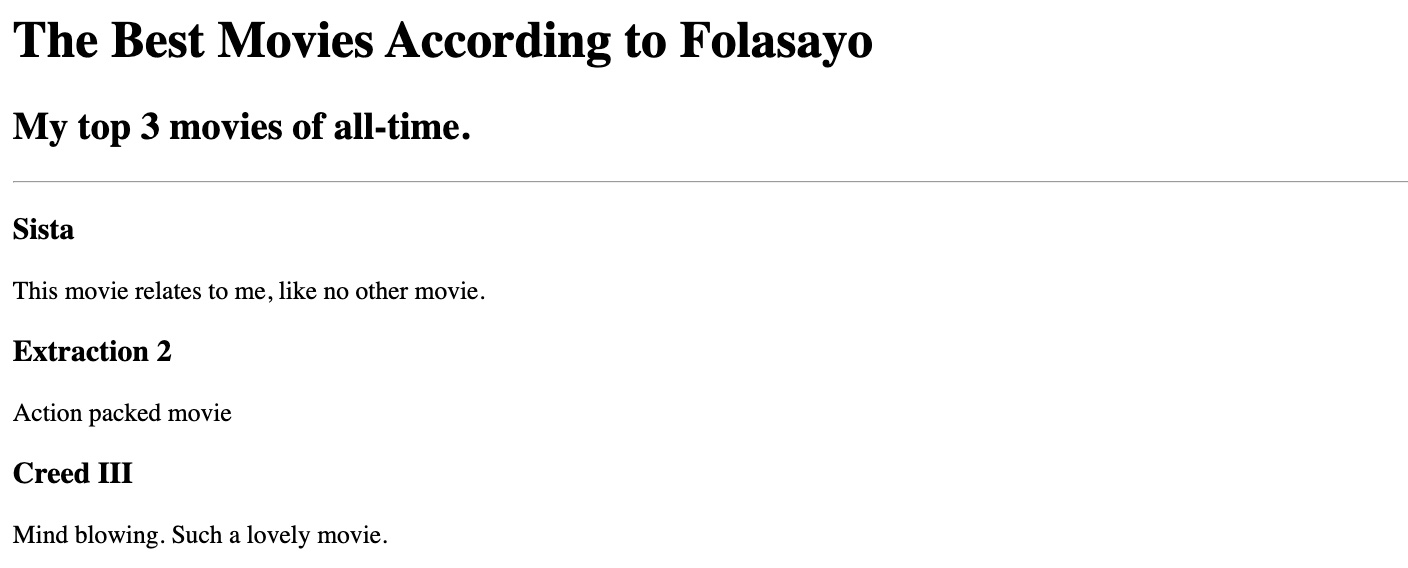 The Best Movies According to Folasayo
My top 3 movies of all-time.
Sista
This movie relates to me, like no other movie.
Extraction 2
Action packed movie
Creed III
Mind blowing. Such a lovely movie.